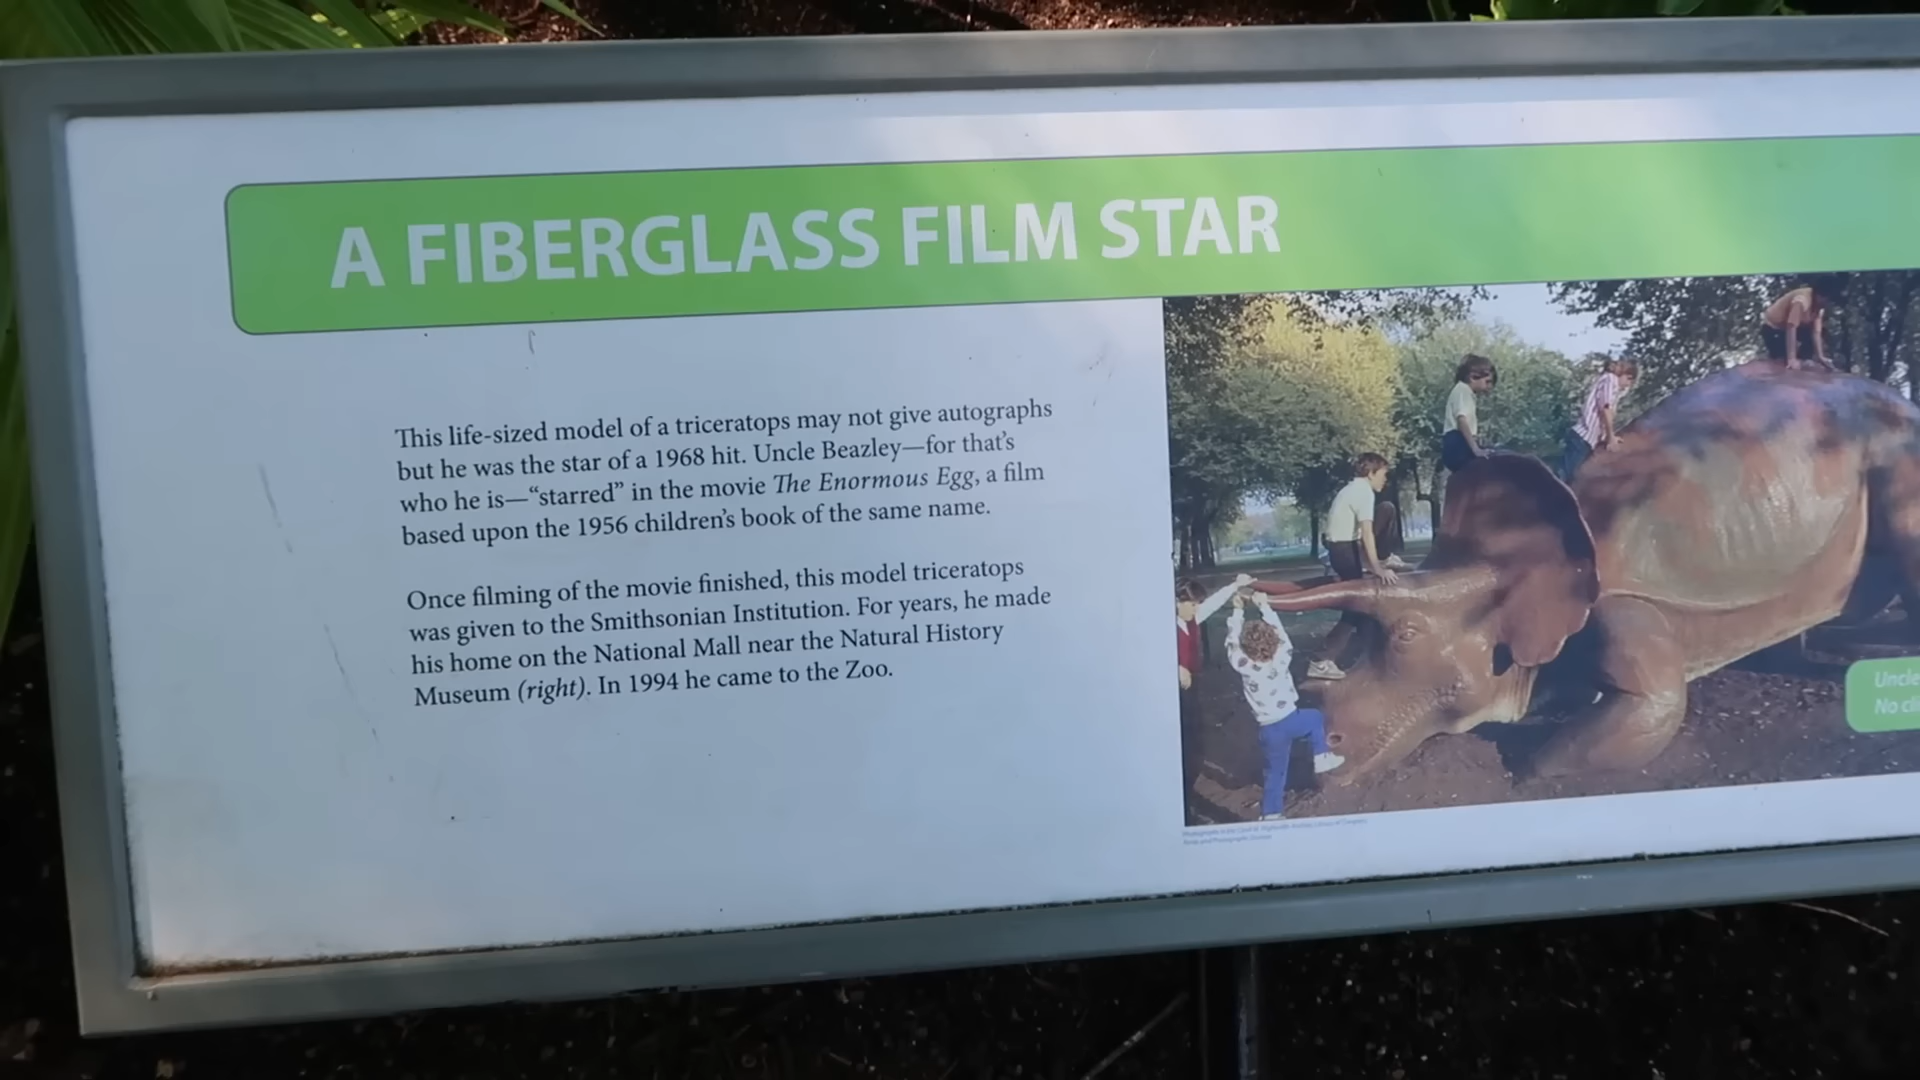 A FIBERGLASS FILM STAR
This life-sized model of a triceratops may not give autographs
but he was the star of a 1968 hit. Uncle Beazley—for that's
who he is—“starred” in the movie The Enormous Egg, a film
based upon the 1956 children's book of the same name.
Once filming of the movie finished, this model triceratops
was given to the Smithsonian Institution. For years, he made
his home on the National Mall near the Natural History
Museum (right). In 1994 he came to the Zoo.
Uncle
No